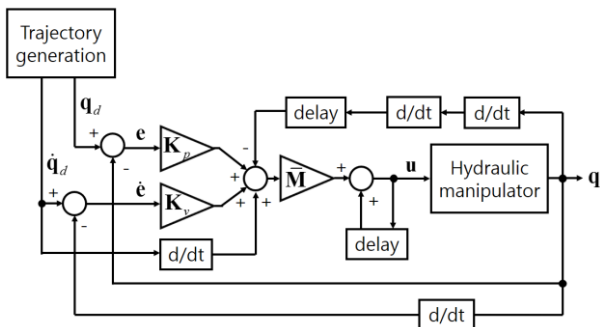 Trajectory
generation
q_d
q̇_d
+
-
e
K_p
+
-
ė
K_v
d/dt
-
+
+
+
+
delay
d/dt
d/dt
M̄
+
+
delay
u
Hydraulic
manipulator
q
d/dt